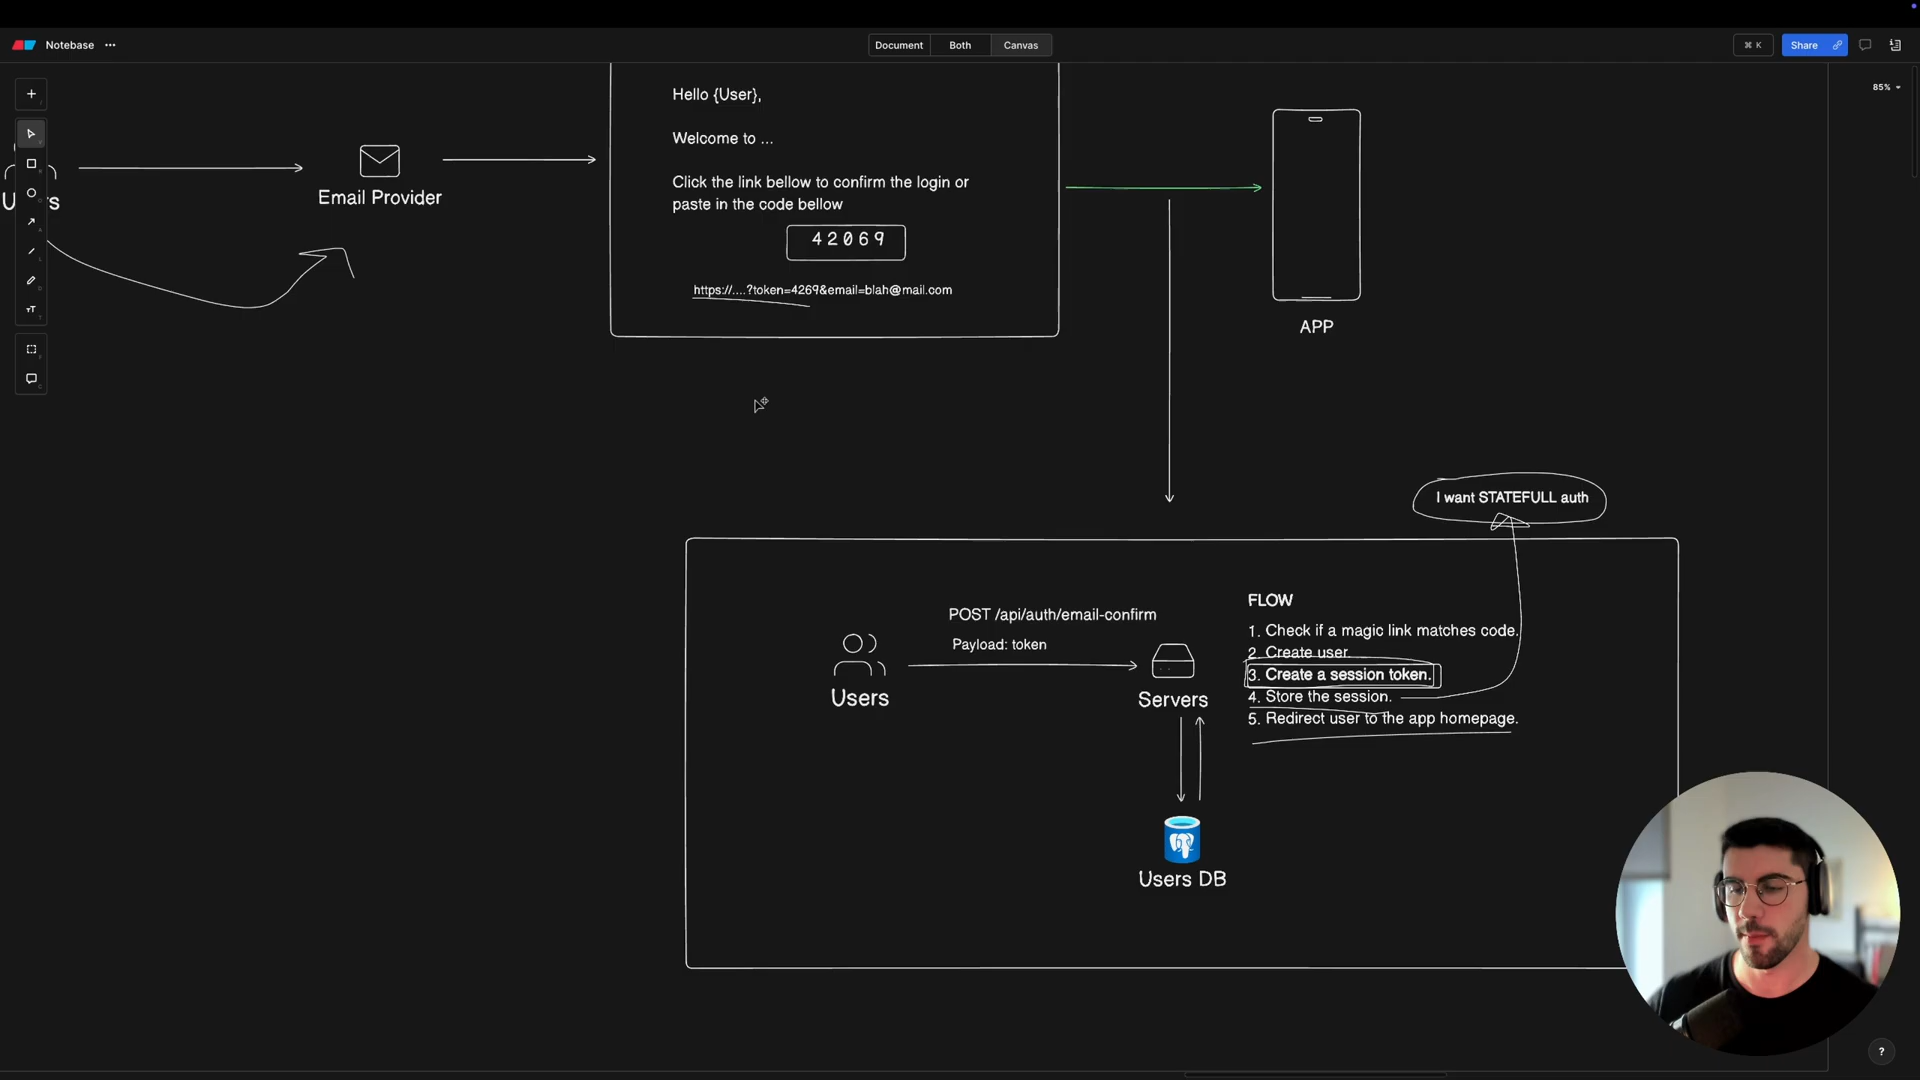 Notebase
Document
Both
Canvas
⌘ K
Share
85%
Hello {User},
Welcome to ...
Click the link bellow to confirm the login or
paste in the code bellow
42069
https://....?token=4269&email=blah@mail.com
Email Provider
APP
I want STATEFULL auth
POST /api/auth/email-confirm
Payload: token
Users
Servers
Users DB
FLOW
1. Check if a magic link matches code.
2. Create user.
3. Create a session token.
4. Store the session.
5. Redirect user to the app homepage.
?